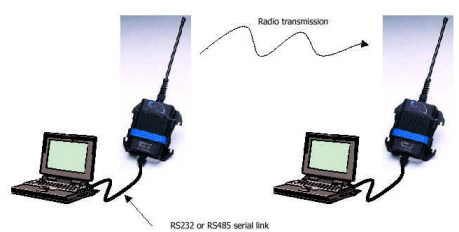 Radio transmission
RS232 or RS485 serial link